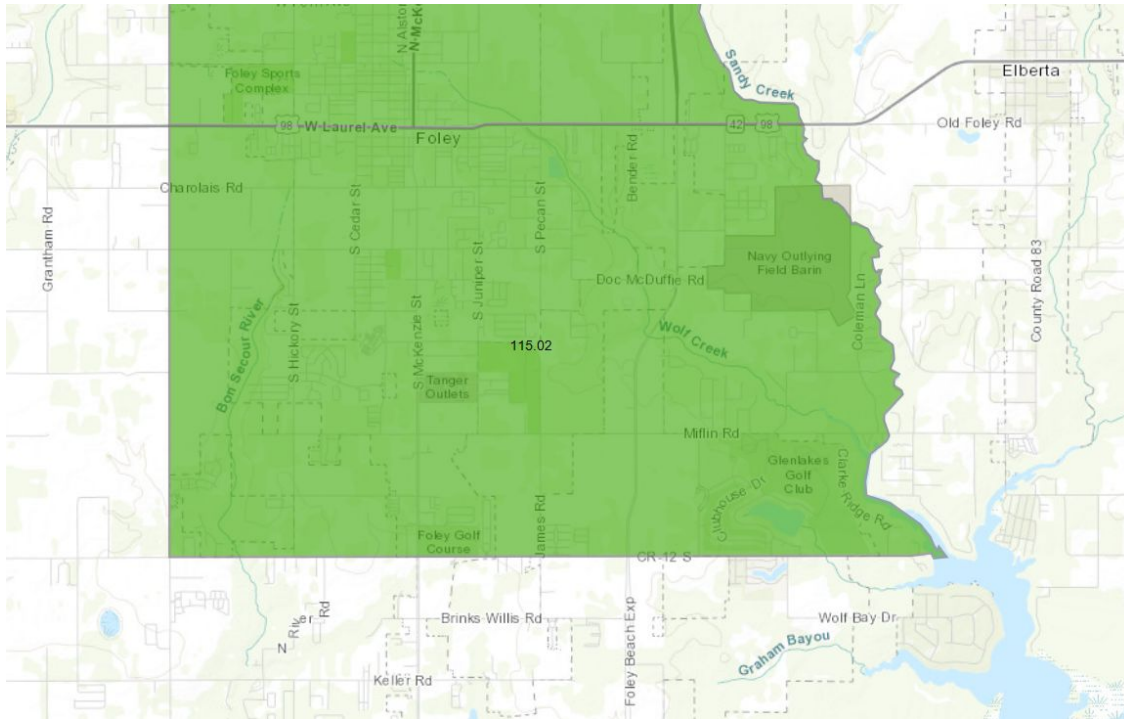 N Alston
N McKe
Foley Sports
Complex
Sandy Creek
Elberta
98
W Laurel Ave
Foley
42
98
Old Foley Rd
Charolais Rd
Grantham Rd
S Cedar St
S Pecan St
Bender Rd
S Juniper St
Navy Outlying
Field Barin
Doc McDuffie Rd
County Road 83
Coleman Ln
Bon Secour River
S Hickory St
S McKenzie St
115.02
Wolf Creek
Tanger
Outlets
Miflin Rd
Glenlakes
Golf
Club
Clubhouse Dr
Clarke Ridge Rd
James Rd
Foley Golf
Course
CR-12 S
N River Rd
Brinks Willis Rd
Foley Beach Exp
Wolf Bay Dr
Graham Bayou
Keller Rd